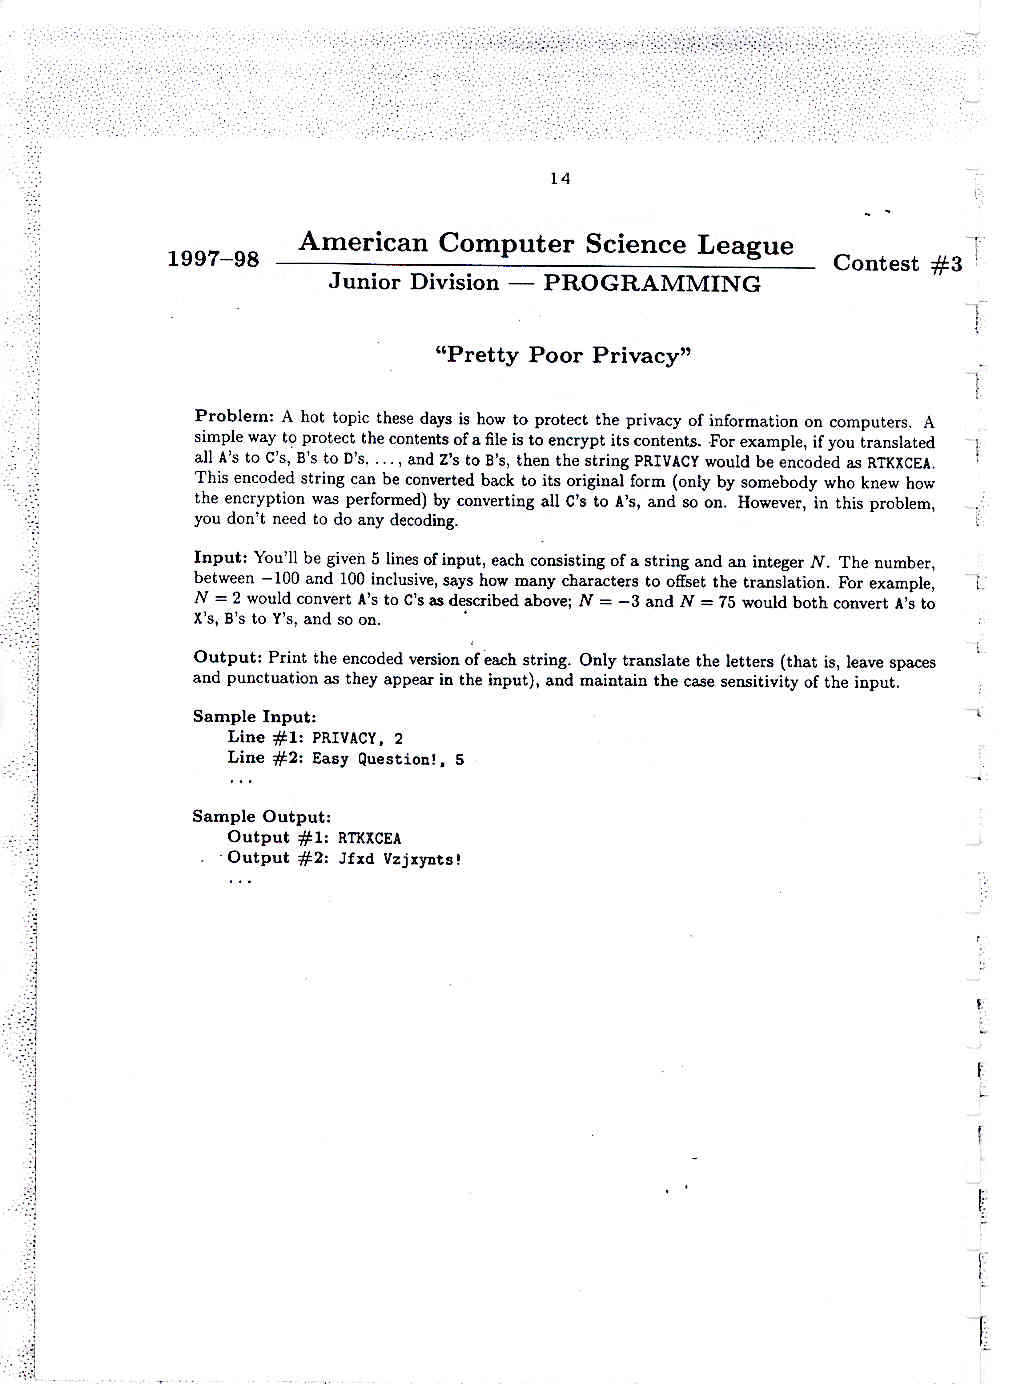 14
1997–98
American Computer Science League
Contest #3
Junior Division — PROGRAMMING
“Pretty Poor Privacy”
Problem: A hot topic these days is how to protect the privacy of information on computers. A
simple way to protect the contents of a file is to encrypt its contents. For example, if you translated
all A's to C's, B's to D's, ..., and Z's to B's, then the string PRIVACY would be encoded as RTKXCEA.
This encoded string can be converted back to its original form (only by somebody who knew how
the encryption was performed) by converting all C's to A's, and so on. However, in this problem,
you don't need to do any decoding.
Input: You'll be given 5 lines of input, each consisting of a string and an integer N. The number,
between −100 and 100 inclusive, says how many characters to offset the translation. For example,
N = 2 would convert A's to C's as described above; N = −3 and N = 75 would both convert A's to
X's, B's to Y's, and so on.
Output: Print the encoded version of each string. Only translate the letters (that is, leave spaces
and punctuation as they appear in the input), and maintain the case sensitivity of the input.
Sample Input:
Line #1: PRIVACY, 2
Line #2: Easy Question!, 5
...
Sample Output:
Output #1: RTKXCEA
Output #2: Jfxd Vzjxynts!
...